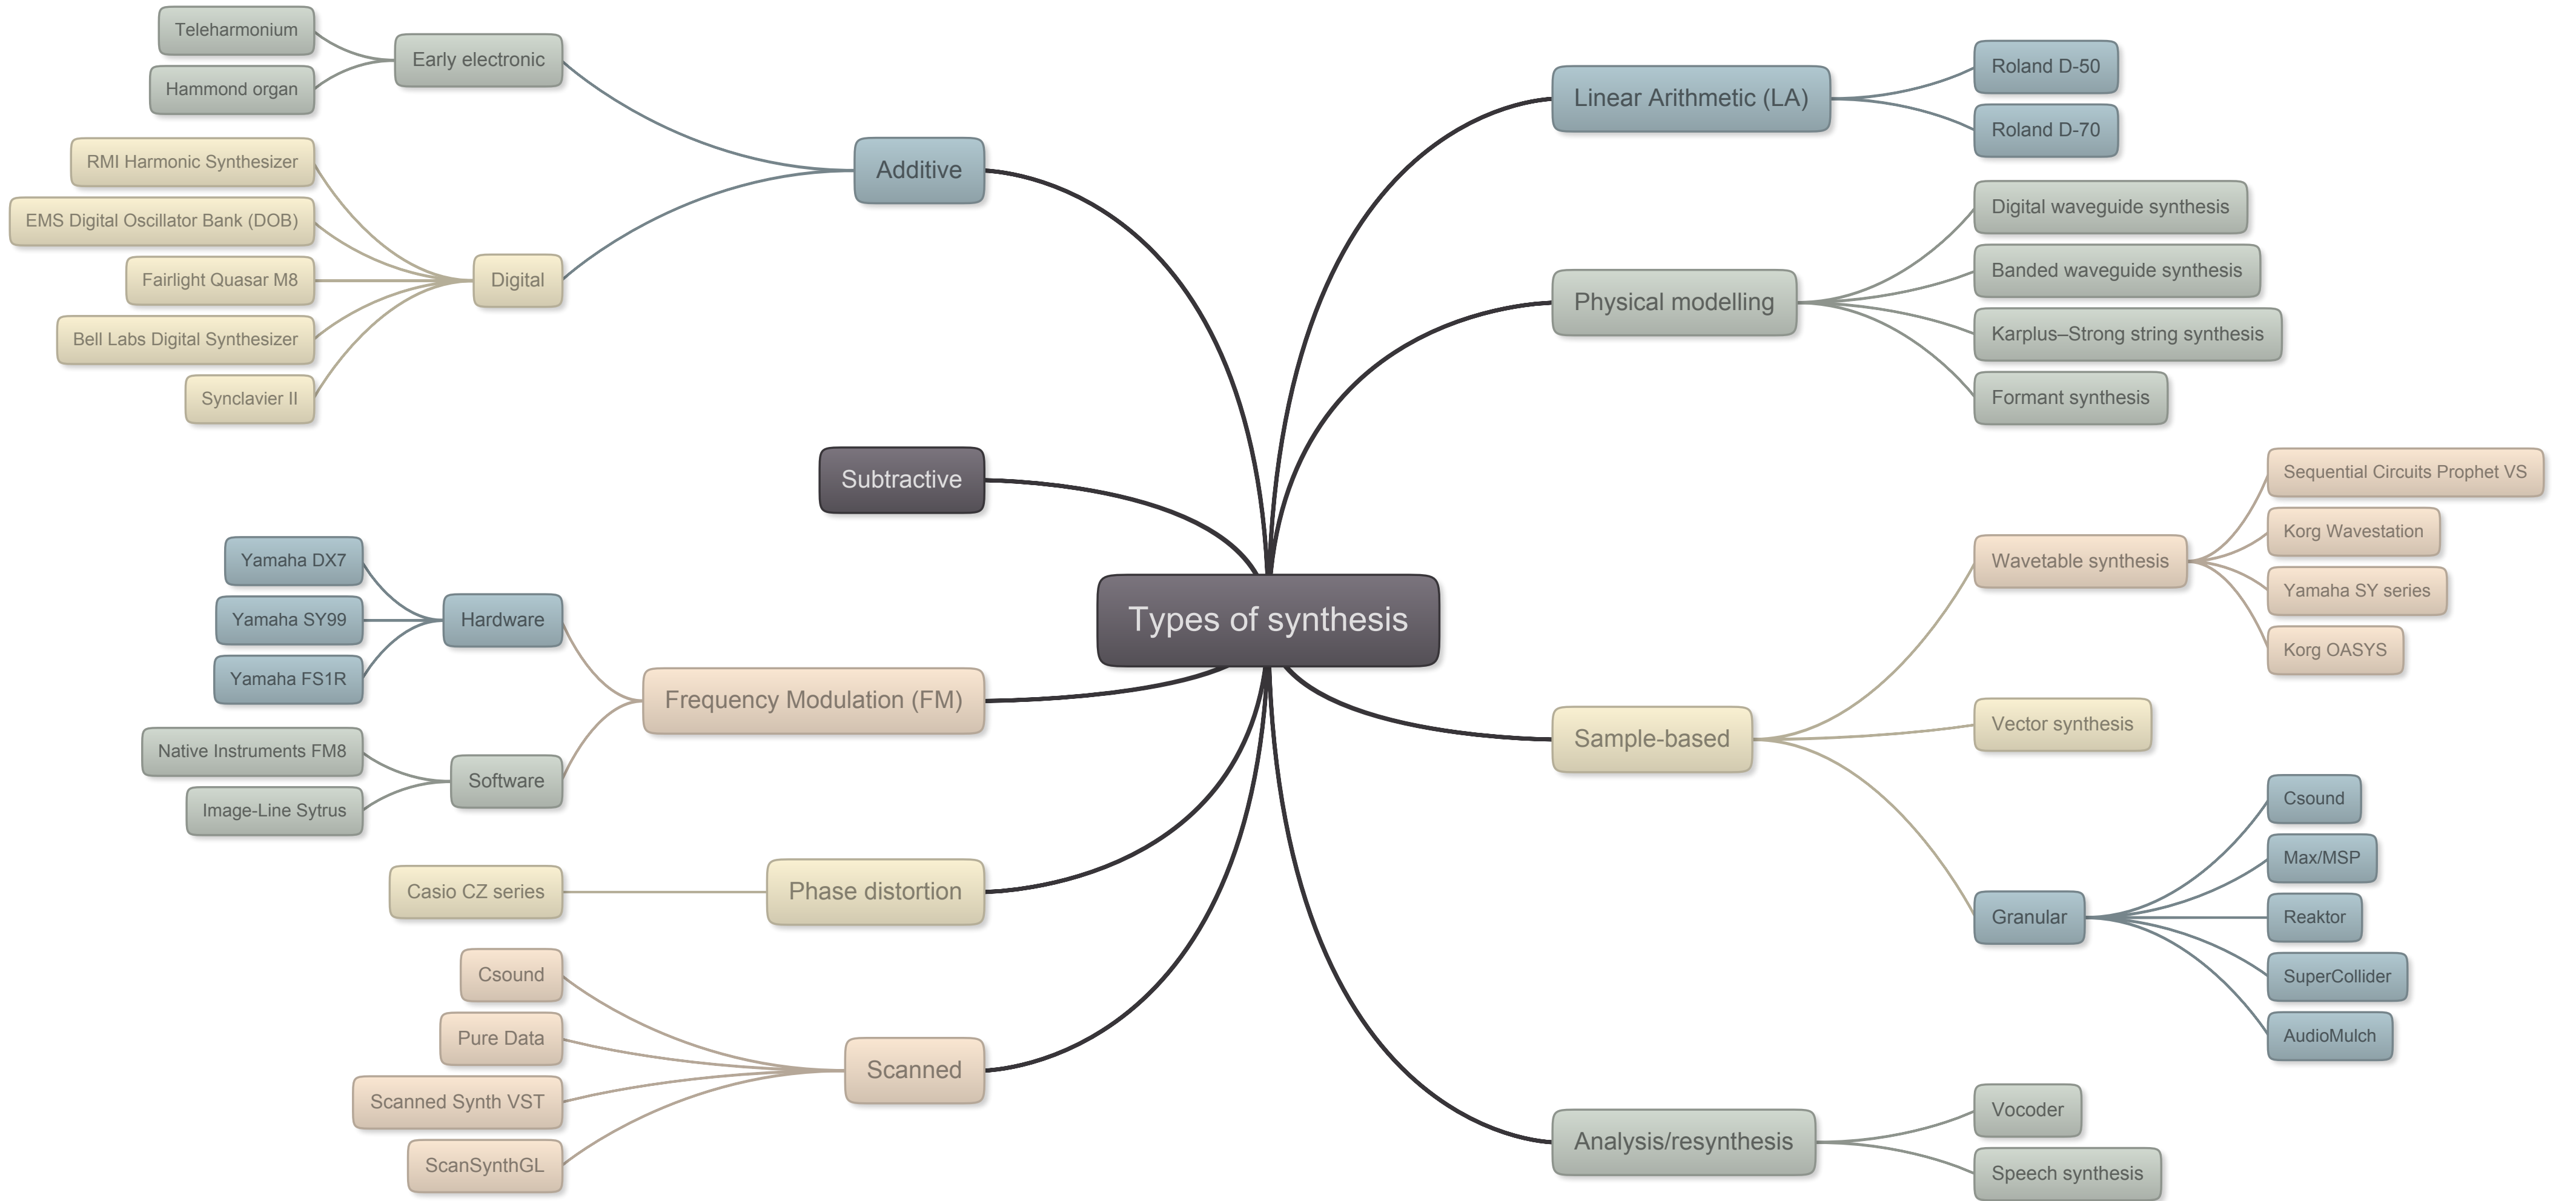 Types of synthesis
Additive
Early electronic
Teleharmonium
Hammond organ
Digital
RMI Harmonic Synthesizer
EMS Digital Oscillator Bank (DOB)
Fairlight Quasar M8
Bell Labs Digital Synthesizer
Synclavier II
Subtractive
Frequency Modulation (FM)
Hardware
Yamaha DX7
Yamaha SY99
Yamaha FS1R
Software
Native Instruments FM8
Image-Line Sytrus
Phase distortion
Casio CZ series
Scanned
Csound
Pure Data
Scanned Synth VST
ScanSynthGL
Linear Arithmetic (LA)
Roland D-50
Roland D-70
Physical modelling
Digital waveguide synthesis
Banded waveguide synthesis
Karplus–Strong string synthesis
Formant synthesis
Sample-based
Wavetable synthesis
Sequential Circuits Prophet VS
Korg Wavestation
Yamaha SY series
Korg OASYS
Vector synthesis
Granular
Csound
Max/MSP
Reaktor
SuperCollider
AudioMulch
Analysis/resynthesis
Vocoder
Speech synthesis